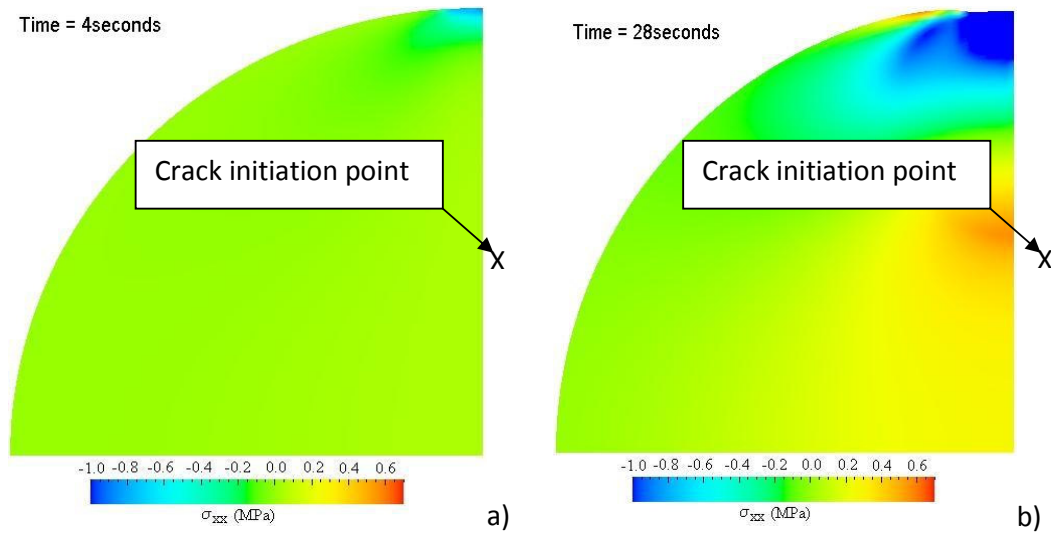 Time = 4seconds
Crack initiation point
X
-1.0 -0.8 -0.6 -0.4 -0.2 0.0 0.2 0.4 0.6
σxx (MPa)
a)
Time = 28seconds
Crack initiation point
X
-1.0 -0.8 -0.6 -0.4 -0.2 0.0 0.2 0.4 0.6
σxx (MPa)
b)